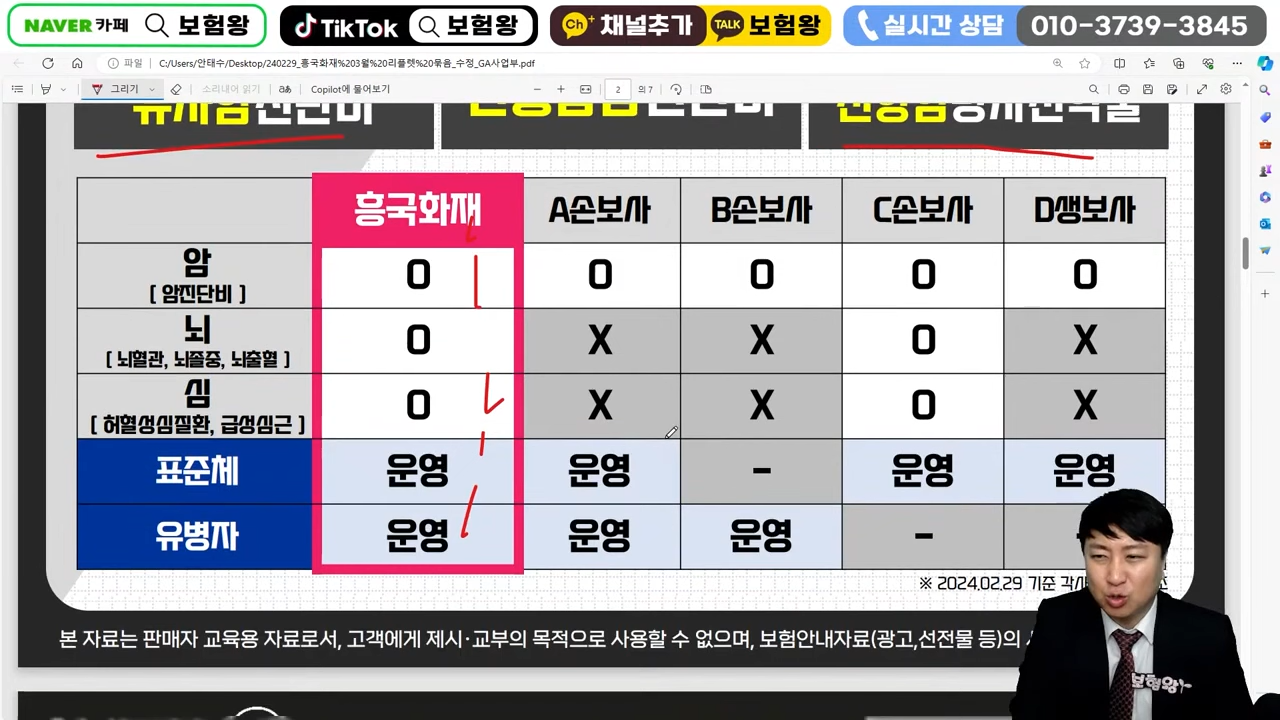 NAVER 카페 보험왕
TikTok 보험왕
Ch+ 채널추가 TALK 보험왕
실시간 상담 010-3739-3845
파일 C:/Users/안태수/Desktop/240229_흥국화재%203월%20리플렛%20묶음_수정_GA사업부.pdf
그리기 소리내어 읽기 aあ Copilot에 물어보기 2 의 7
유사암진단비
흥국화재 A손보사 B손보사 C손보사 D생보사
암 O O O O O
[ 암진단비 ]
뇌 O X X O X
[ 뇌혈관, 뇌졸중, 뇌출혈 ]
심 O X X O X
[ 허혈성심질환, 급성심근 ]
표준체 운영 운영 - 운영 운영
유병자 운영 운영 운영 -
※ 2024.02.29 기준 각
본 자료는 판매자 교육용 자료로서, 고객에게 제시·교부의 목적으로 사용할 수 없으며, 보험안내자료(광고,선전물 등)의
보험왕